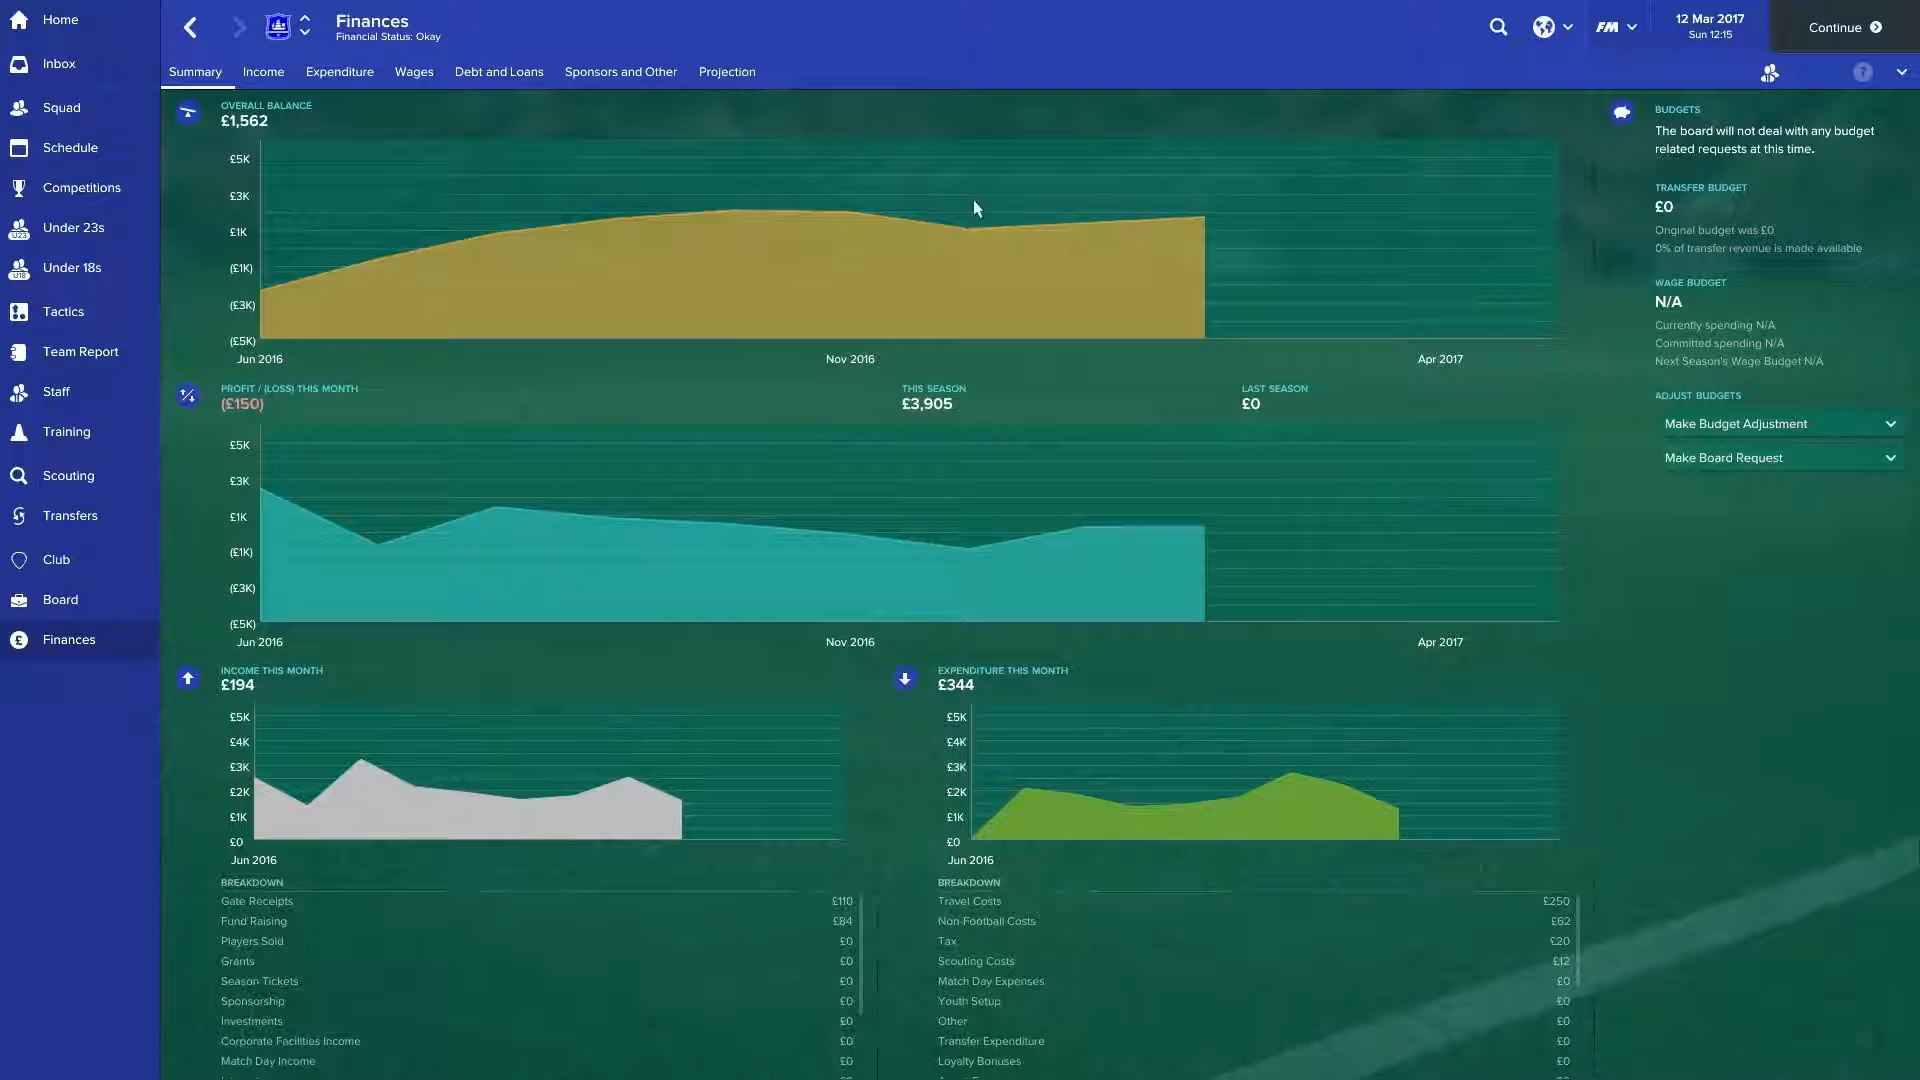 Home
Inbox
Squad
Schedule
Competitions
Under 23s
Under 18s
Tactics
Team Report
Staff
Training
Scouting
Transfers
Club
Board
Finances
Finances
Financial Status: Okay
FM
12 Mar 2017
Sun 12:15
Continue
Summary Income Expenditure Wages Debt and Loans Sponsors and Other Projection
?
OVERALL BALANCE
£1,562
£5K
£3K
£1K
(£1K)
(£3K)
(£5K)
Jun 2016 Nov 2016 Apr 2017
PROFIT / (LOSS) THIS MONTH
(£150)
THIS SEASON
£3,905
LAST SEASON
£0
£5K
£3K
£1K
(£1K)
(£3K)
(£5K)
Jun 2016 Nov 2016 Apr 2017
INCOME THIS MONTH
£194
£5K
£4K
£3K
£2K
£1K
£0
Jun 2016
BREAKDOWN
Gate Receipts £110
Fund Raising £84
Players Sold £0
Grants £0
Season Tickets £0
Sponsorship £0
Investments £0
Corporate Facilities Income £0
Match Day Income £0
EXPENDITURE THIS MONTH
£344
£5K
£4K
£3K
£2K
£1K
£0
Jun 2016
BREAKDOWN
Travel Costs £250
Non-Football Costs £62
Tax £20
Scouting Costs £12
Match Day Expenses £0
Youth Setup £0
Other £0
Transfer Expenditure £0
Loyalty Bonuses £0
BUDGETS
The board will not deal with any budget
related requests at this time.
TRANSFER BUDGET
£0
Original budget was £0
0% of transfer revenue is made available
WAGE BUDGET
N/A
Currently spending N/A
Committed spending N/A
Next Season's Wage Budget N/A
ADJUST BUDGETS
Make Budget Adjustment
Make Board Request